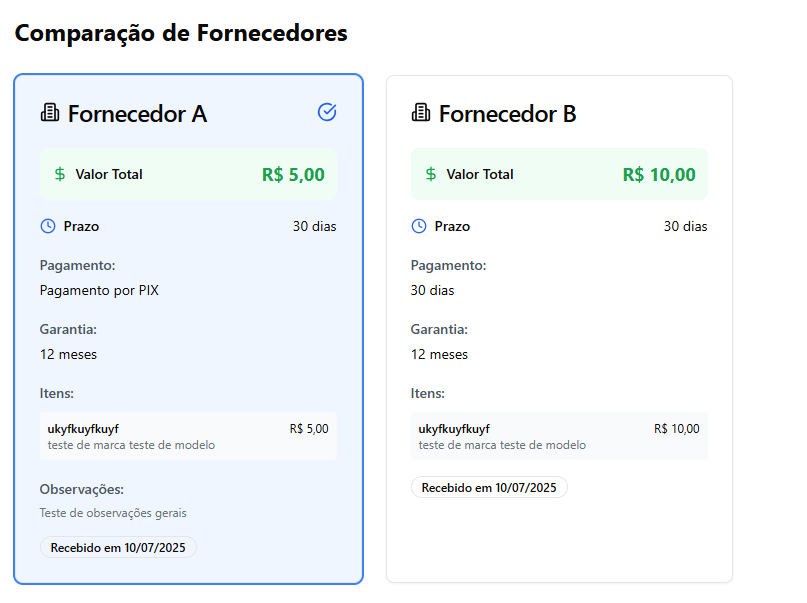 Comparação de Fornecedores
Fornecedor A
$ Valor Total R$ 5,00
Prazo 30 dias
Pagamento:
Pagamento por PIX
Garantia:
12 meses
Itens:
ukyfkuyfkuyf R$ 5,00
teste de marca teste de modelo
Observações:
Teste de observações gerais
Recebido em 10/07/2025
Fornecedor B
$ Valor Total R$ 10,00
Prazo 30 dias
Pagamento:
30 dias
Garantia:
12 meses
Itens:
ukyfkuyfkuyf R$ 10,00
teste de marca teste de modelo
Recebido em 10/07/2025